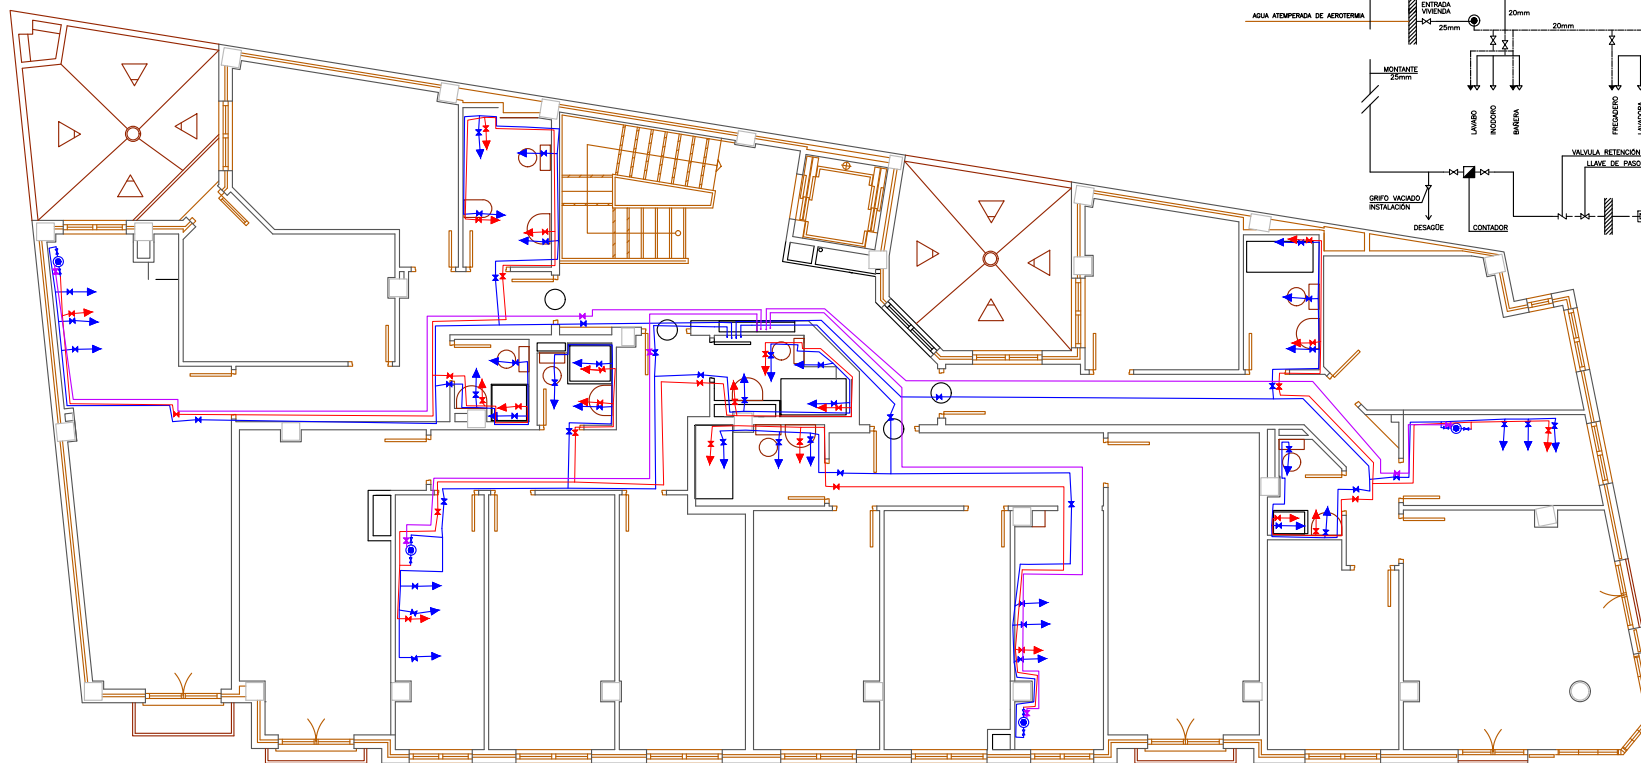 AGUA ATEMPERADA DE AEROTERMIA
ENTRADA
VIVIENDA
25mm
20mm
20mm
MONTANTE
25mm
LAVABO
INODORO
BAÑERA
FREGADERO
LAVADORA
VALVULA RETENCIÓN
LLAVE DE PASO
GRIFO VACIADO
INSTALACIÓN
DESAGÜE
CONTADOR